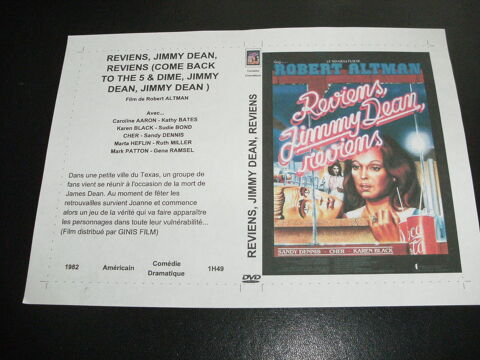 REVIENS, JIMMY DEAN,
REVIENS (COME BACK
TO THE 5 & DIME, JIMMY
DEAN, JIMMY DEAN )
Film de Robert ALTMAN
Avec...
Caroline AARON - Kathy BATES
Karen BLACK - Sudie BOND
CHER - Sandy DENNIS
Marta HEFLIN - Ruth MILLER
Mark PATTON - Gene RAMSEL
Dans une petite ville du Texas, un groupe de
fans vient se réunir à l'occasion de la mort de
James Dean. Au moment de fêter les
retrouvailles survient Joanne et commence
alors un jeu de la vérité qui va faire apparaître
les personnages dans toute leur vulnérabilité...
(Film distribué par GINIS FILM)
1982 Américain Comédie Dramatique 1H49
Comédie
Dramatique
REVIENS, JIMMY DEAN, REVIENS
DVD
ROBERT ALTMAN
Reviens,
Jimmy Dean,
reviens
SANDY DENNIS CHER KAREN BLACK